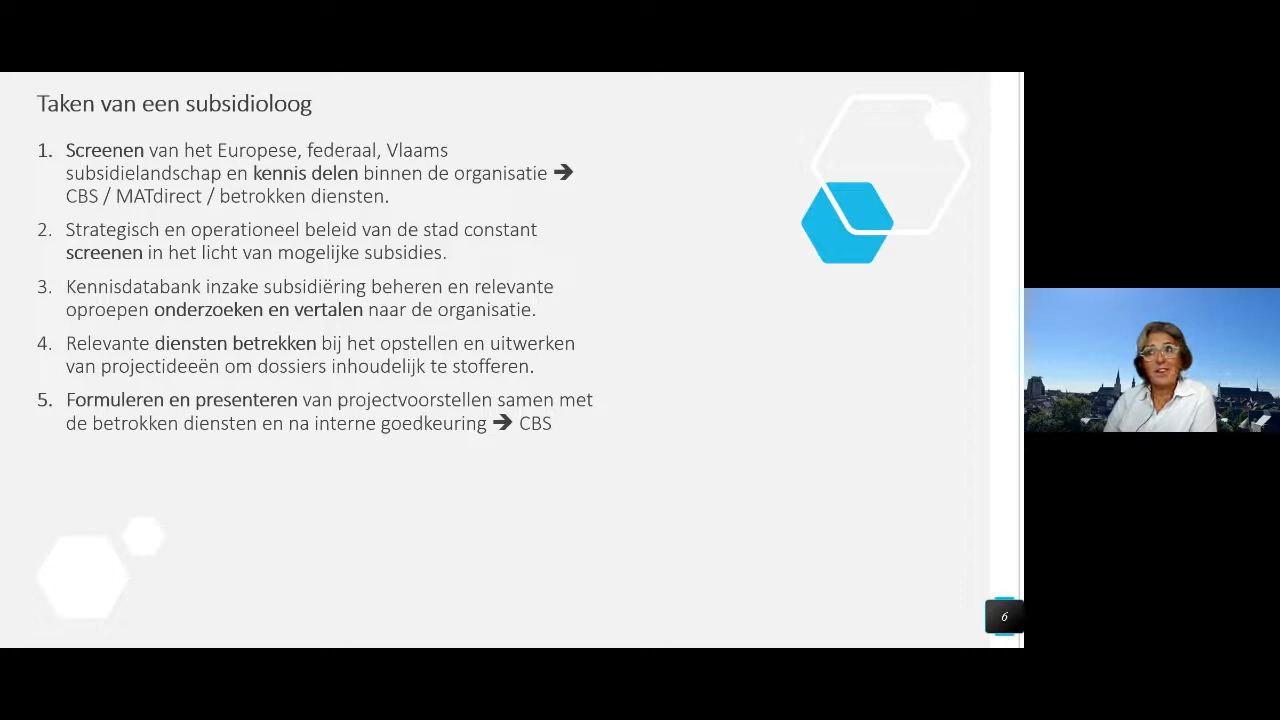 Taken van een subsidioloog
1. Screenen van het Europese, federaal, Vlaams
subsidielandschap en kennis delen binnen de organisatie ➔
CBS / MATdirect / betrokken diensten.
2. Strategisch en operationeel beleid van de stad constant
screenen in het licht van mogelijke subsidies.
3. Kennisdatabank inzake subsidiëring beheren en relevante
oproepen onderzoeken en vertalen naar de organisatie.
4. Relevante diensten betrekken bij het opstellen en uitwerken
van projectideeën om dossiers inhoudelijk te stofferen.
5. Formuleren en presenteren van projectvoorstellen samen met
de betrokken diensten en na interne goedkeuring ➔ CBS
6